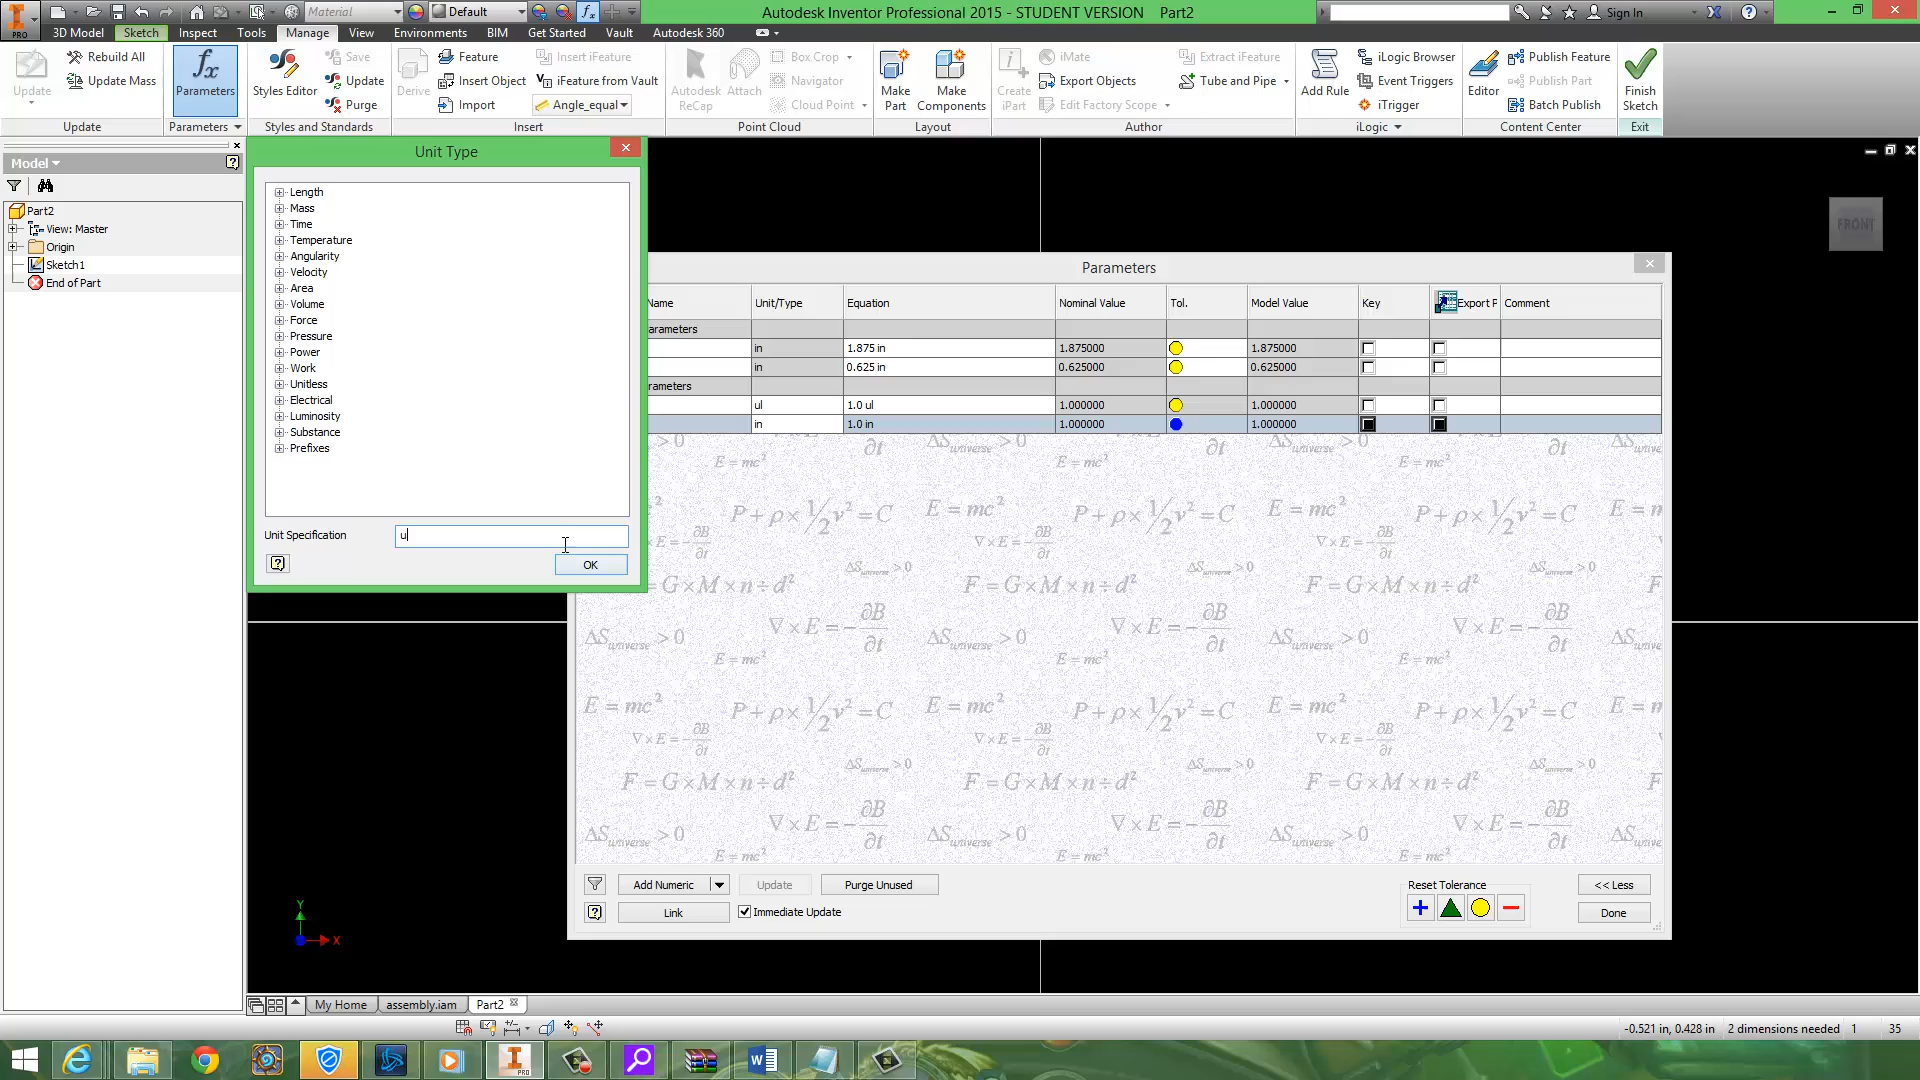 Material
Default
Autodesk Inventor Professional 2015 - STUDENT VERSION Part2
Sign In
PRO
3D Model Sketch Inspect Tools Manage View Environments BIM Get Started Vault Autodesk 360
Update
Rebuild All
Update Mass
Update
fx
Parameters
Parameters
Styles Editor
Save
Update
Purge
Styles and Standards
Derive
Feature
Insert Object
Import
Insert iFeature
iFeature from Vault
Angle_equal
Insert
Autodesk
ReCap
Attach
Box Crop
Navigator
Cloud Point
Point Cloud
Make
Part
Make
Components
Layout
Create
iPart
iMate
Export Objects
Edit Factory Scope
Extract iFeature
Tube and Pipe
Author
Add Rule
iLogic Browser
Event Triggers
iTrigger
iLogic
Editor
Publish Feature
Publish Part
Batch Publish
Content Center
Finish
Sketch
Exit
Model
Part2
View: Master
Origin
Sketch1
End of Part
Unit Type
Length
Mass
Time
Temperature
Angularity
Velocity
Area
Volume
Force
Pressure
Power
Work
Unitless
Electrical
Luminosity
Substance
Prefixes
Unit Specification u
OK
FRONT
Parameters
Name Unit/Type Equation Nominal Value Tol. Model Value Key Export P Comment
arameters
in 1.875 in 1.875000 1.875000
in 0.625 in 0.625000 0.625000
rameters
ul 1.0 ul 1.000000 1.000000
in 1.0 in 1.000000 1.000000
E = mc²
P + ρ × ½v² = C
∇ × E = -∂B/∂t
ΔSuniverse > 0
F = G × M × n ÷ d²
Add Numeric Update Purge Unused
Link Immediate Update
Reset Tolerance
<< Less
Done
Y
X
My Home assembly.iam Part2
-0.521 in, 0.428 in 2 dimensions needed 1 35